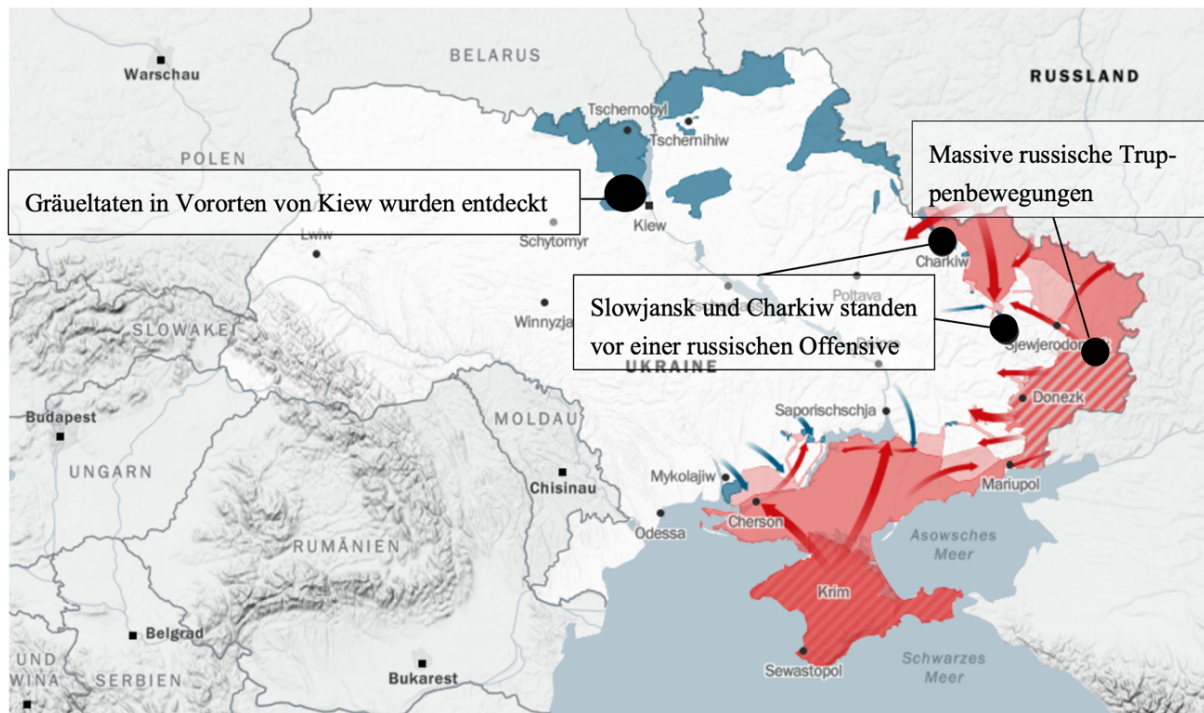 BELARUS
Warschau
RUSSLAND
Tschernobyl
Tschernihiw
POLEN
Massive russische Trup-
penbewegungen
Gräueltaten in Vororten von Kiew wurden entdeckt
Kiew
Lwiw
Schytomyr
Charkiw
Poltava
Slowjansk und Charkiw standen
vor einer russischen Offensive
Winnyzja
SLOWAKEI
UKRAINE
Donezk
MOLDAU
Saporischschja
Budapest
UNGARN
Chisinau
Mykolajiw
Mariupol
Cherson
Odessa
Asowsches
Meer
RUMÄNIEN
Krim
Belgrad
UND
WINA
SERBIEN
Bukarest
Sewastopol
Schwarzes
Meer